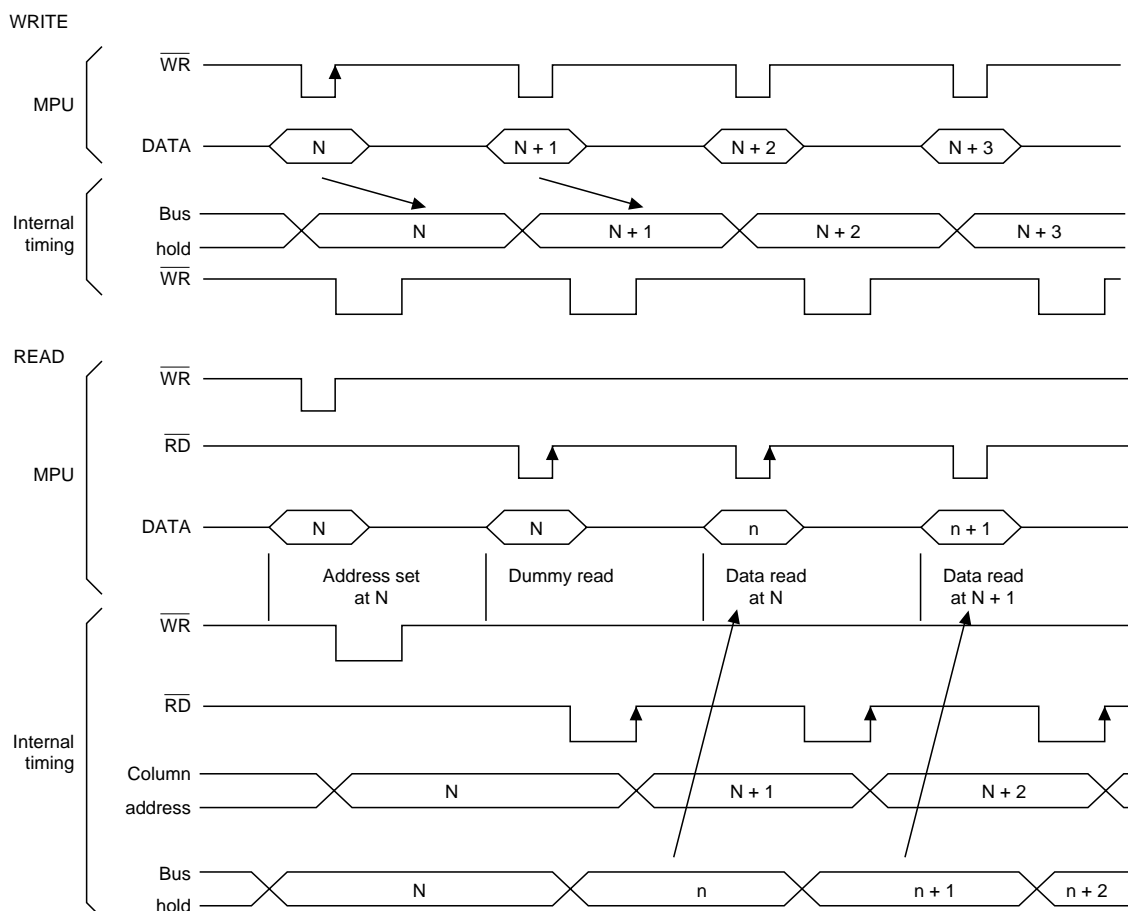 WRITE
WR
MPU
DATA N N + 1 N + 2 N + 3
Internal
timing
Bus
hold
N N + 1 N + 2 N + 3
WR
READ
WR
RD
MPU
DATA N N n n + 1
Address set
at N
Dummy read
Data read
at N
Data read
at N + 1
WR
RD
Internal
timing
Column
address
N N + 1 N + 2
Bus
hold
N n n + 1 n + 2